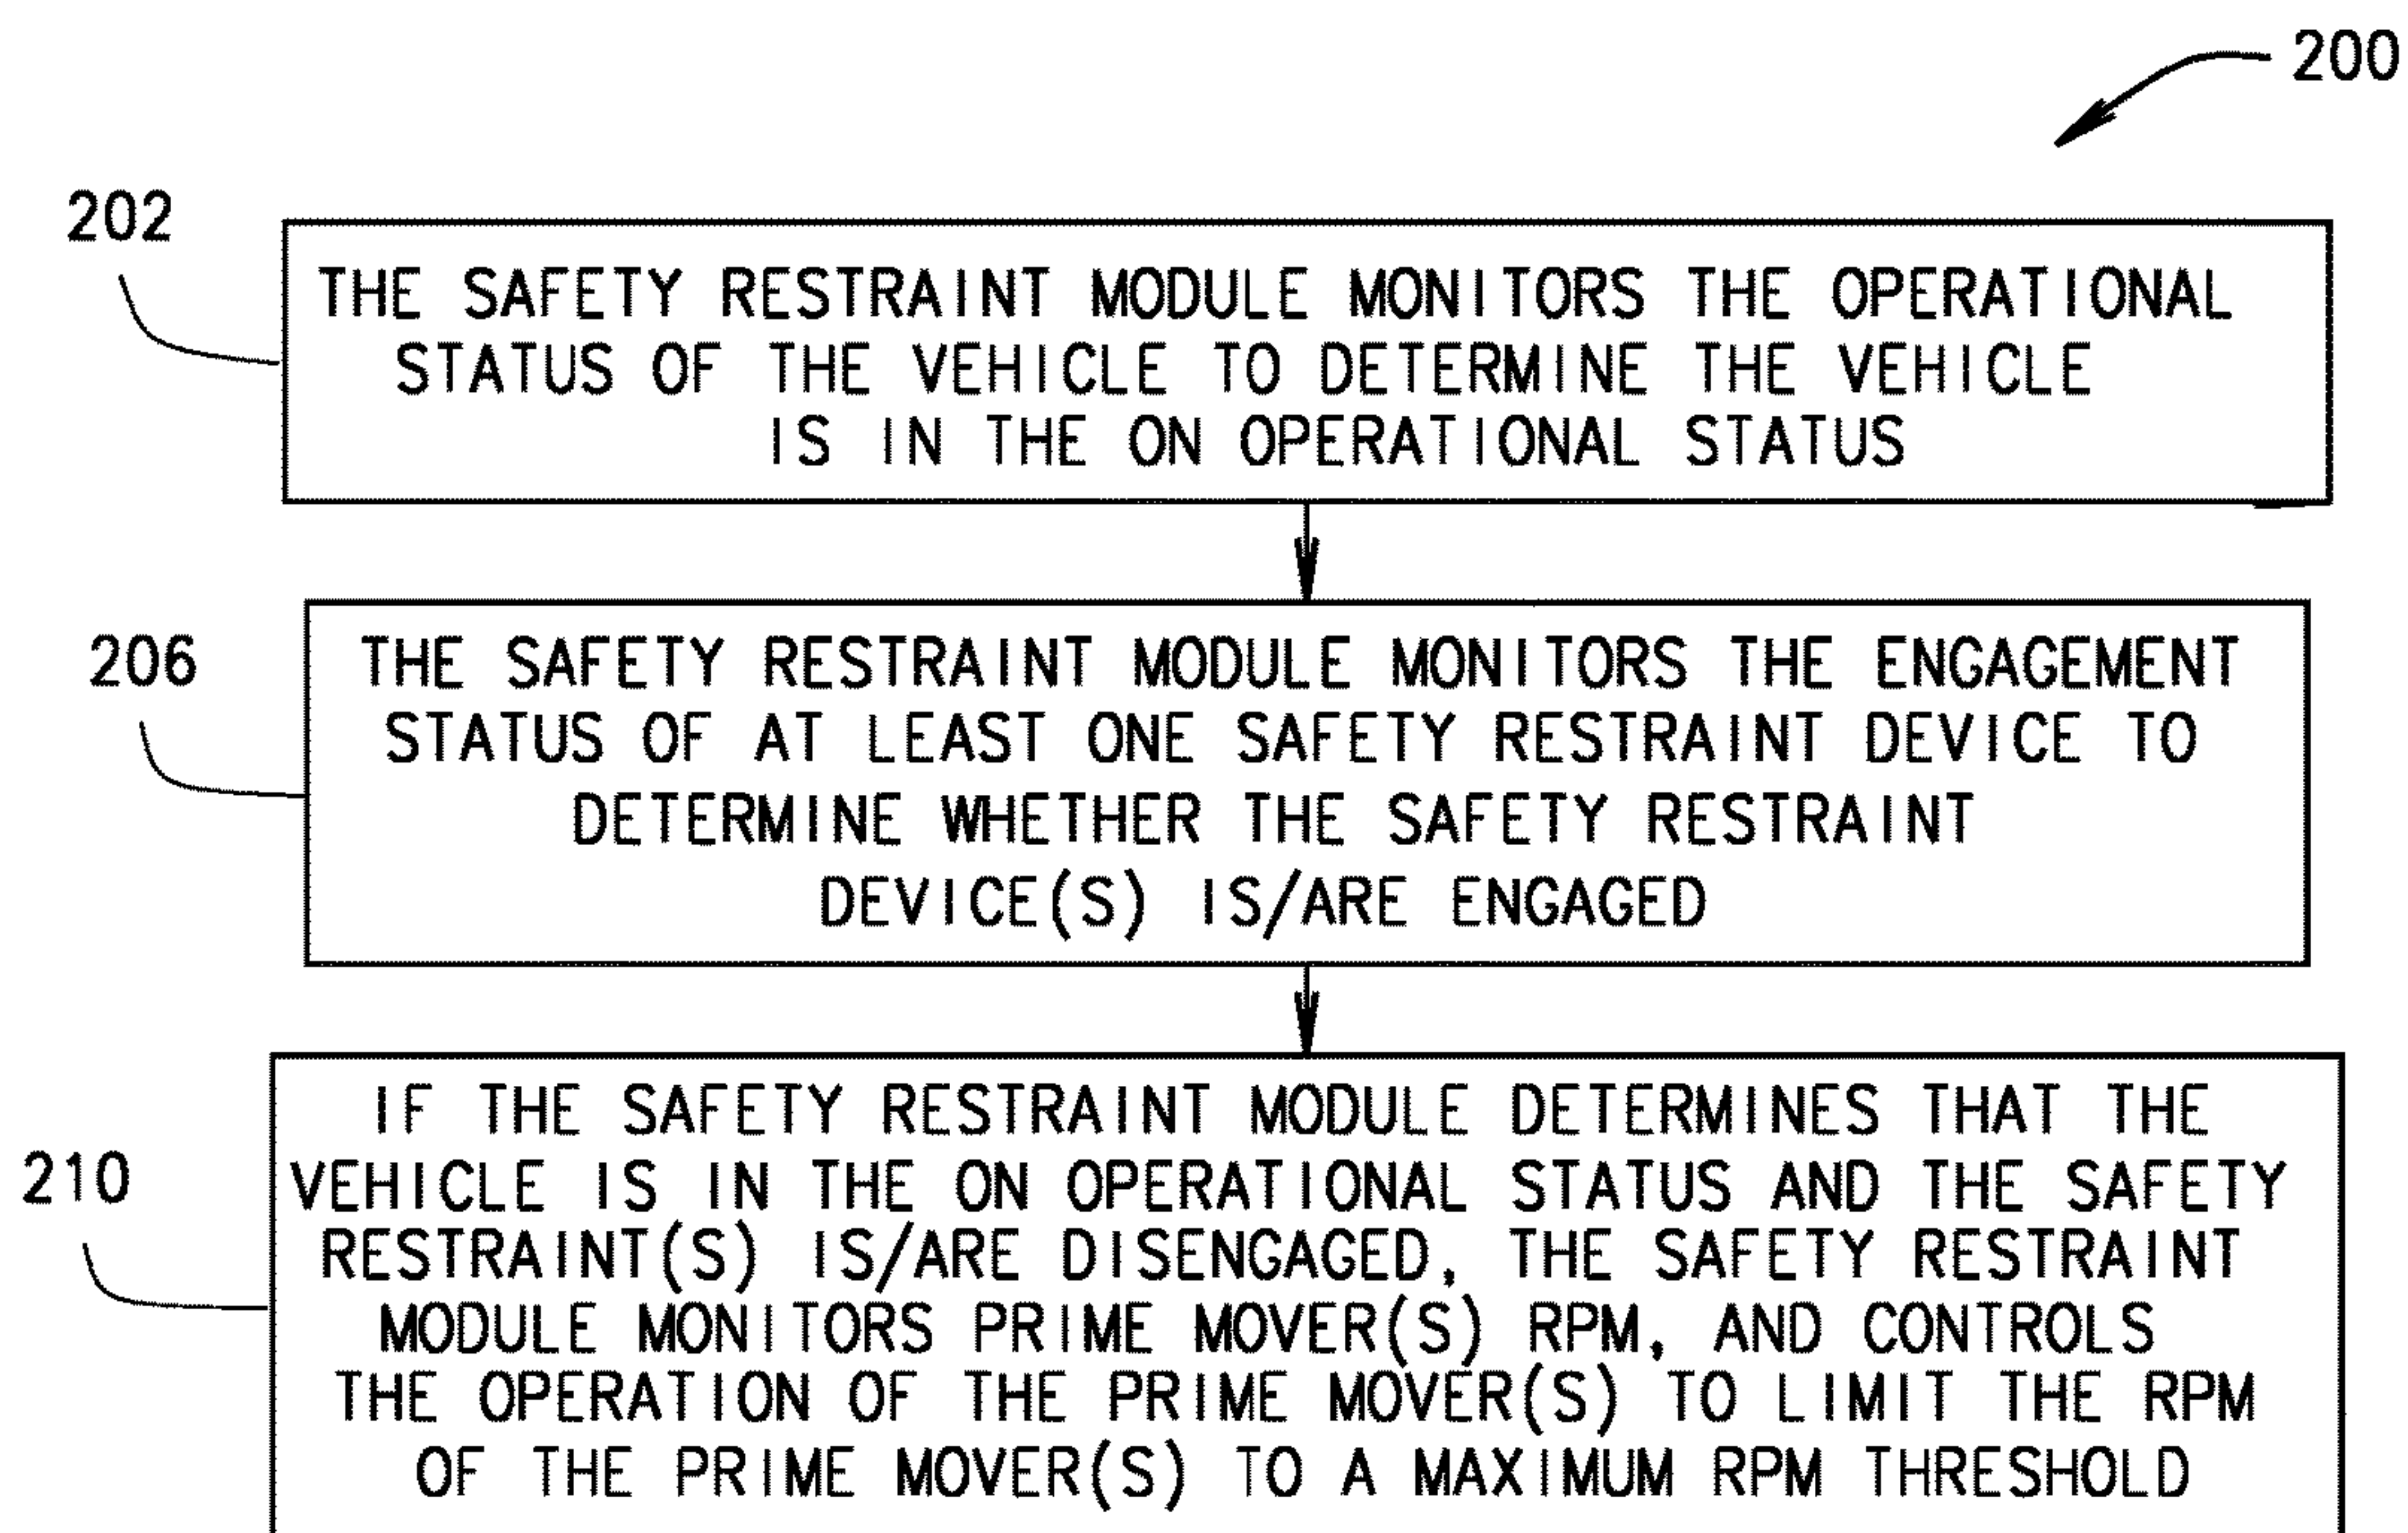 200
202
THE SAFETY RESTRAINT MODULE MONITORS THE OPERATIONAL
STATUS OF THE VEHICLE TO DETERMINE THE VEHICLE
IS IN THE ON OPERATIONAL STATUS
206
THE SAFETY RESTRAINT MODULE MONITORS THE ENGAGEMENT
STATUS OF AT LEAST ONE SAFETY RESTRAINT DEVICE TO
DETERMINE WHETHER THE SAFETY RESTRAINT
DEVICE(S) IS/ARE ENGAGED
210
IF THE SAFETY RESTRAINT MODULE DETERMINES THAT THE
VEHICLE IS IN THE ON OPERATIONAL STATUS AND THE SAFETY
RESTRAINT(S) IS/ARE DISENGAGED, THE SAFETY RESTRAINT
MODULE MONITORS PRIME MOVER(S) RPM, AND CONTROLS
THE OPERATION OF THE PRIME MOVER(S) TO LIMIT THE RPM
OF THE PRIME MOVER(S) TO A MAXIMUM RPM THRESHOLD